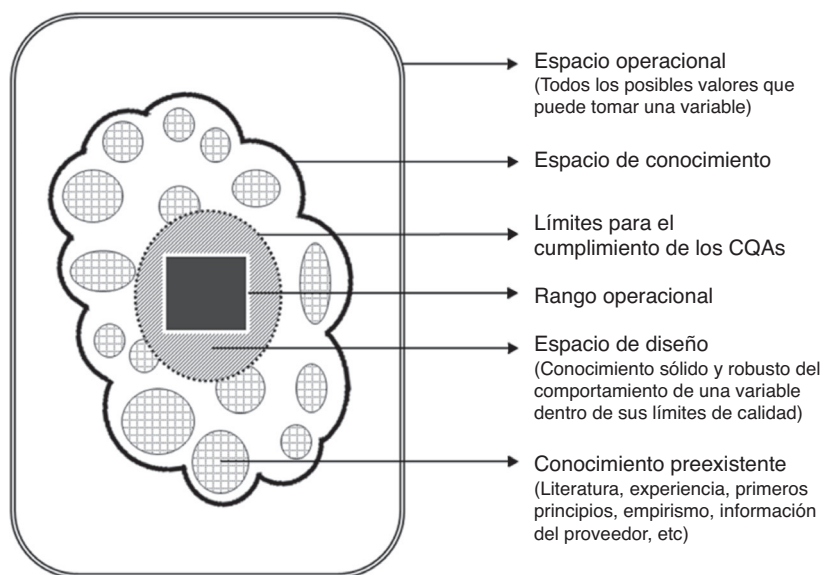 Espacio operacional
(Todos los posibles valores que
puede tomar una variable)
Espacio de conocimiento
Límites para el
cumplimiento de los CQAs
Rango operacional
Espacio de diseño
(Conocimiento sólido y robusto del
comportamiento de una variable
dentro de sus límites de calidad)
Conocimiento preexistente
(Literatura, experiencia, primeros
principios, empirismo, información
del proveedor, etc)